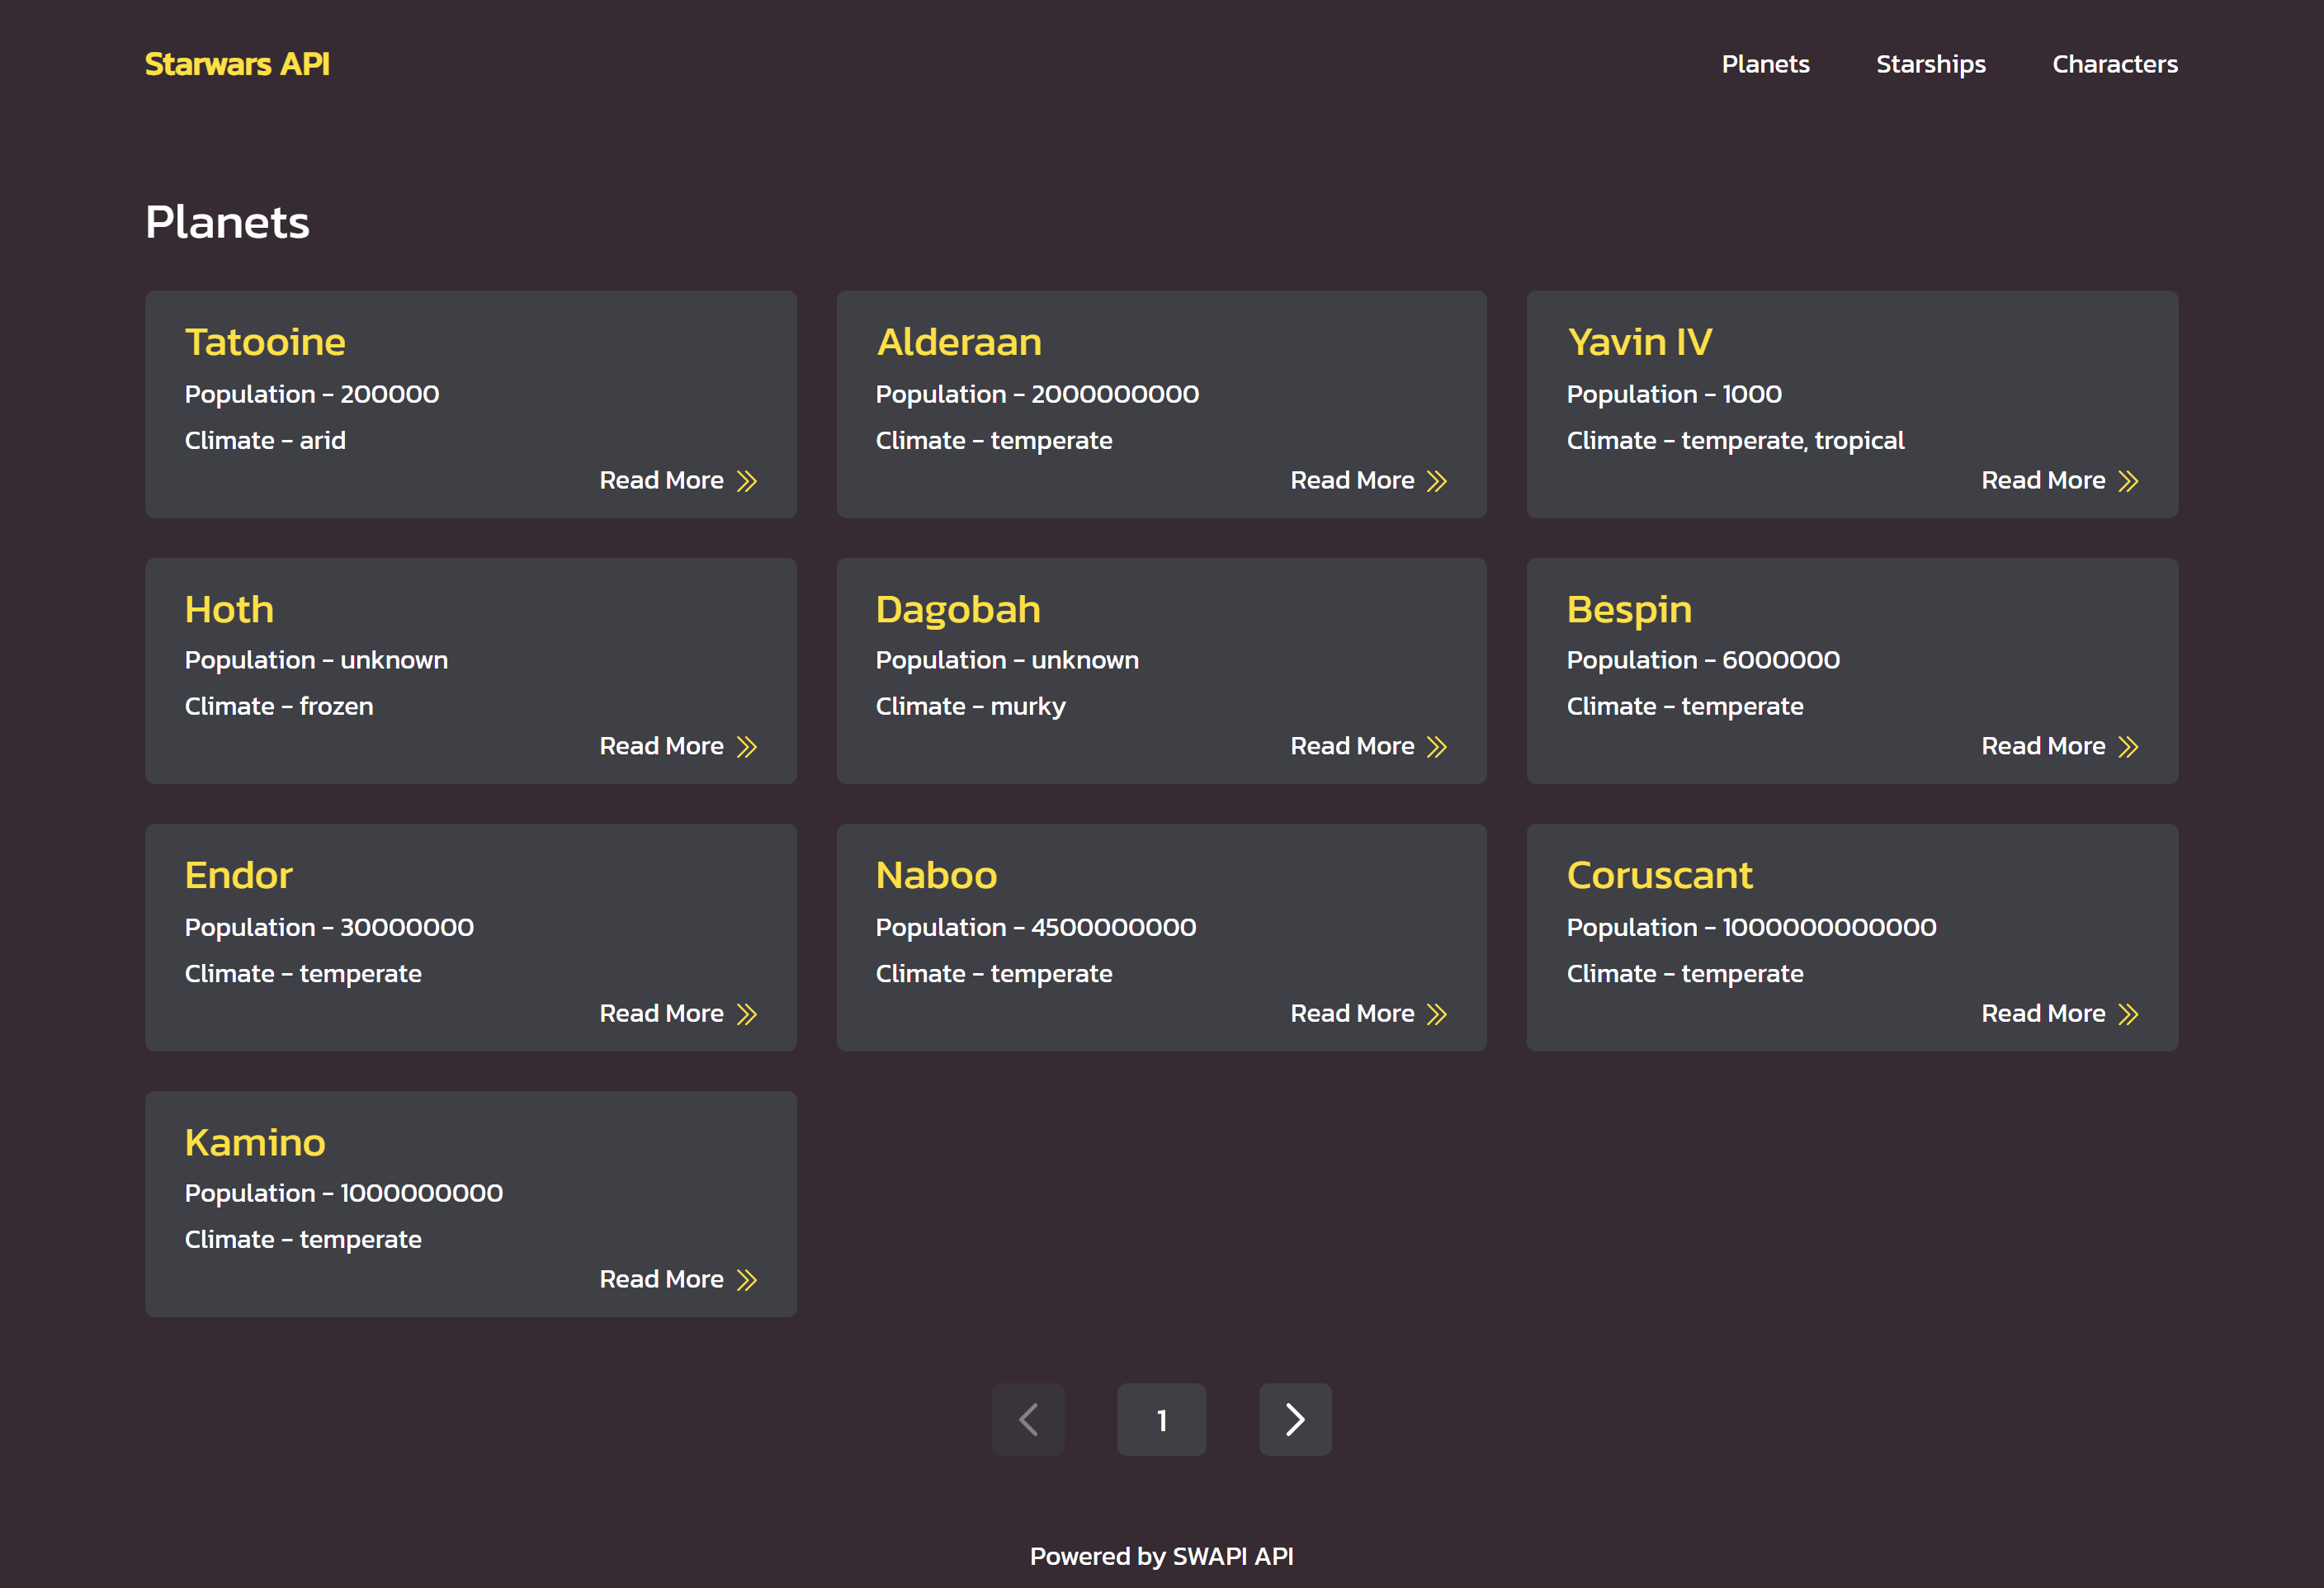 Starwars API
Planets Starships Characters
Planets
Tatooine
Population - 200000
Climate - arid
Read More
Alderaan
Population - 2000000000
Climate - temperate
Read More
Yavin IV
Population - 1000
Climate - temperate, tropical
Read More
Hoth
Population - unknown
Climate - frozen
Read More
Dagobah
Population - unknown
Climate - murky
Read More
Bespin
Population - 6000000
Climate - temperate
Read More
Endor
Population - 30000000
Climate - temperate
Read More
Naboo
Population - 4500000000
Climate - temperate
Read More
Coruscant
Population - 1000000000000
Climate - temperate
Read More
Kamino
Population - 1000000000
Climate - temperate
Read More
1
Powered by SWAPI API